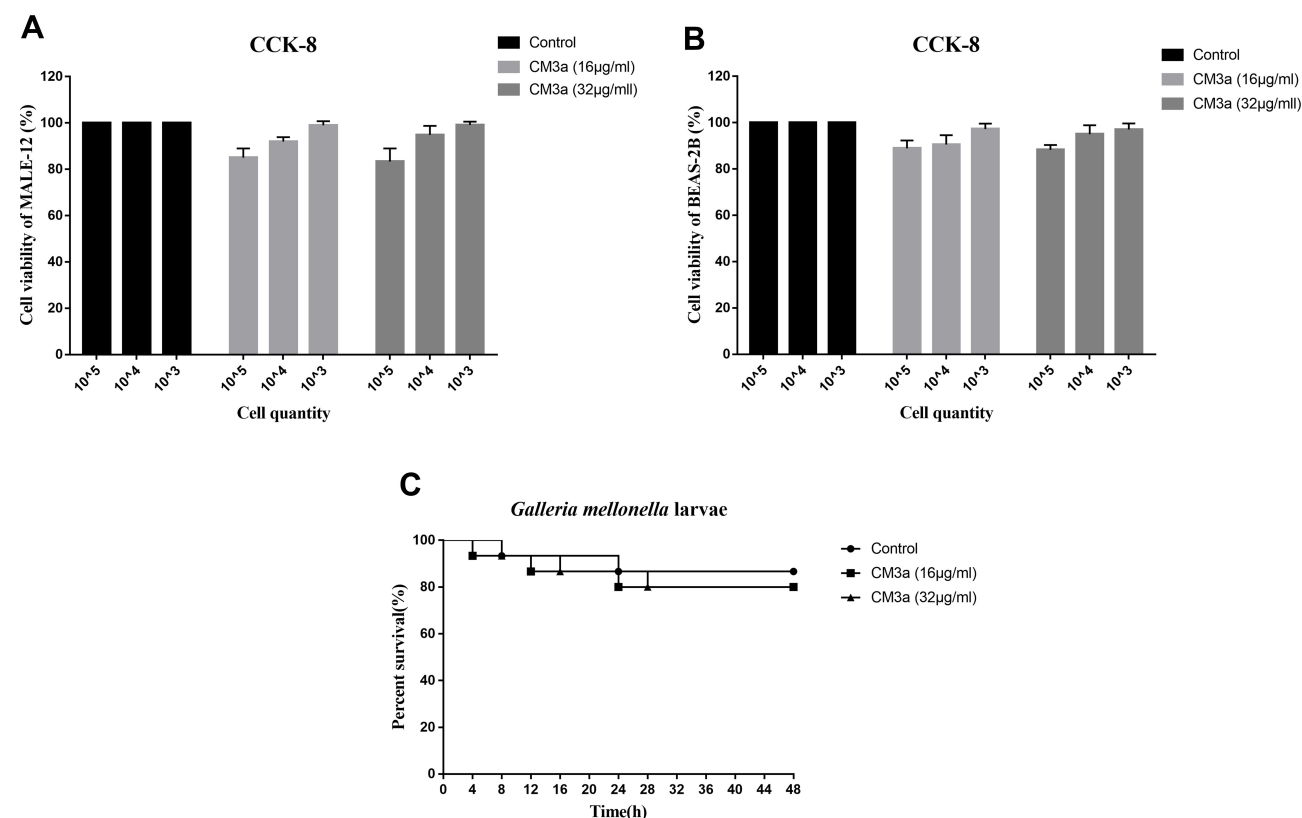 A
CCK-8
Control
CM3a (16μg/ml)
CM3a (32μg/mll)
Cell viability of MALE-12 (%)
120
100
80
60
40
20
0
10^5 10^4 10^3 10^5 10^4 10^3 10^5 10^4 10^3
Cell quantity
B
CCK-8
Control
CM3a (16μg/ml)
CM3a (32μg/mll)
Cell viability of BEAS-2B (%)
120
100
80
60
40
20
0
10^5 10^4 10^3 10^5 10^4 10^3 10^5 10^4 10^3
Cell quantity
C
Galleria mellonella larvae
Control
CM3a (16μg/ml)
CM3a (32μg/ml)
Percent survival(%)
100
80
60
40
20
0
0 4 8 12 16 20 24 28 32 36 40 44 48
Time(h)